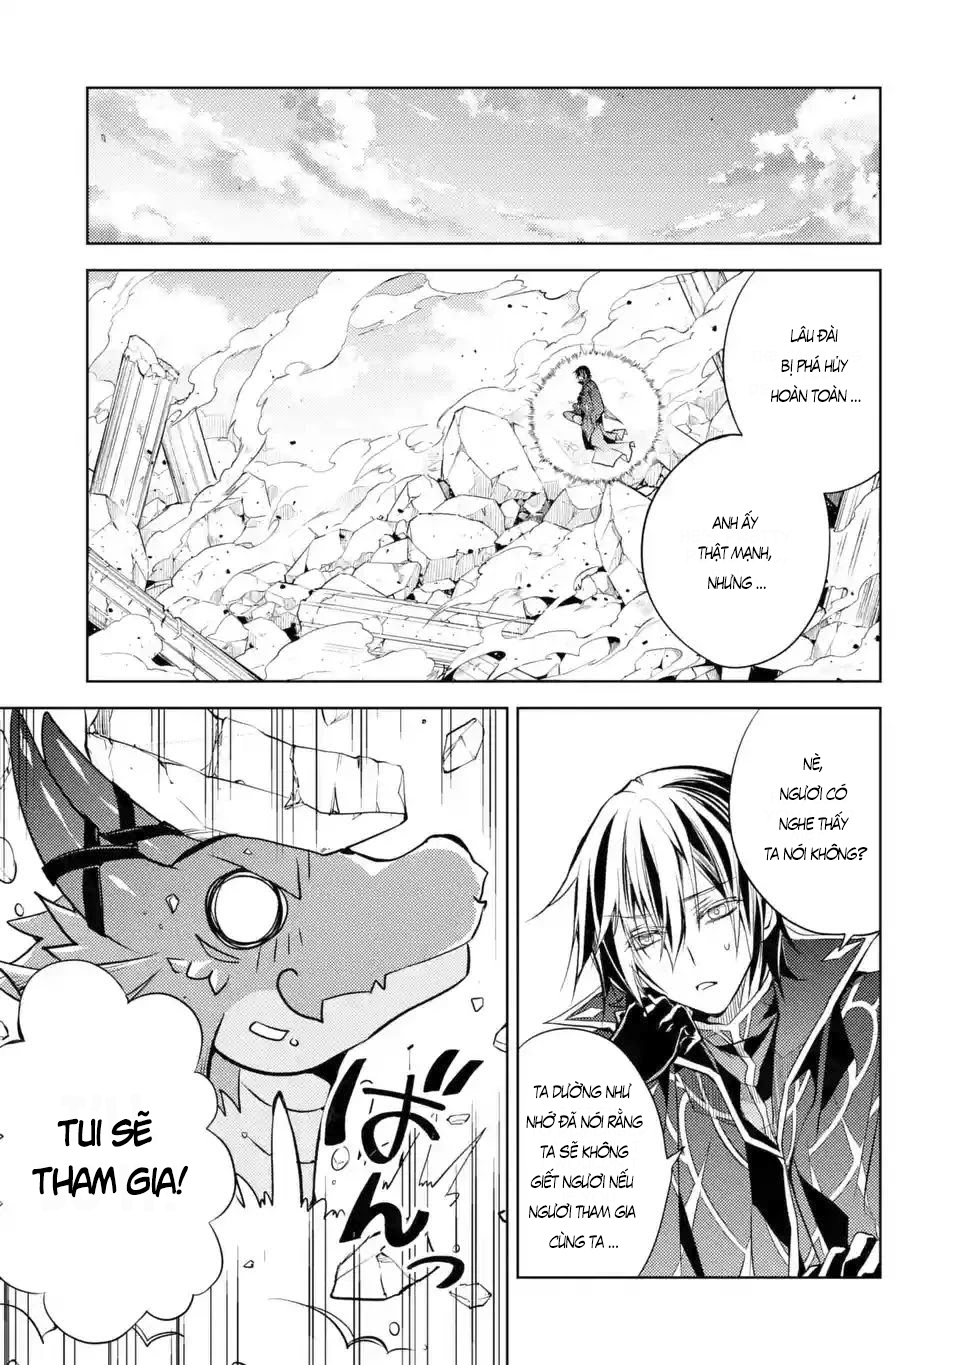 LÂU ĐÀI
BỊ PHÁ HỦY
HOÀN TOÀN ...
ANH ẤY
THẬT MẠNH,
NHƯNG ...
NÈ,
NGƯƠI CÓ
NGHE THẤY
TA NÓI KHÔNG?
TA DƯỜNG NHƯ
NHỚ ĐÃ NÓI RẰNG
TA SẼ KHÔNG
GIẾT NGƯƠI NẾU
NGƯƠI THAM GIA
CÙNG TA ...
ばんっ
TUI SẼ
THAM GIA!